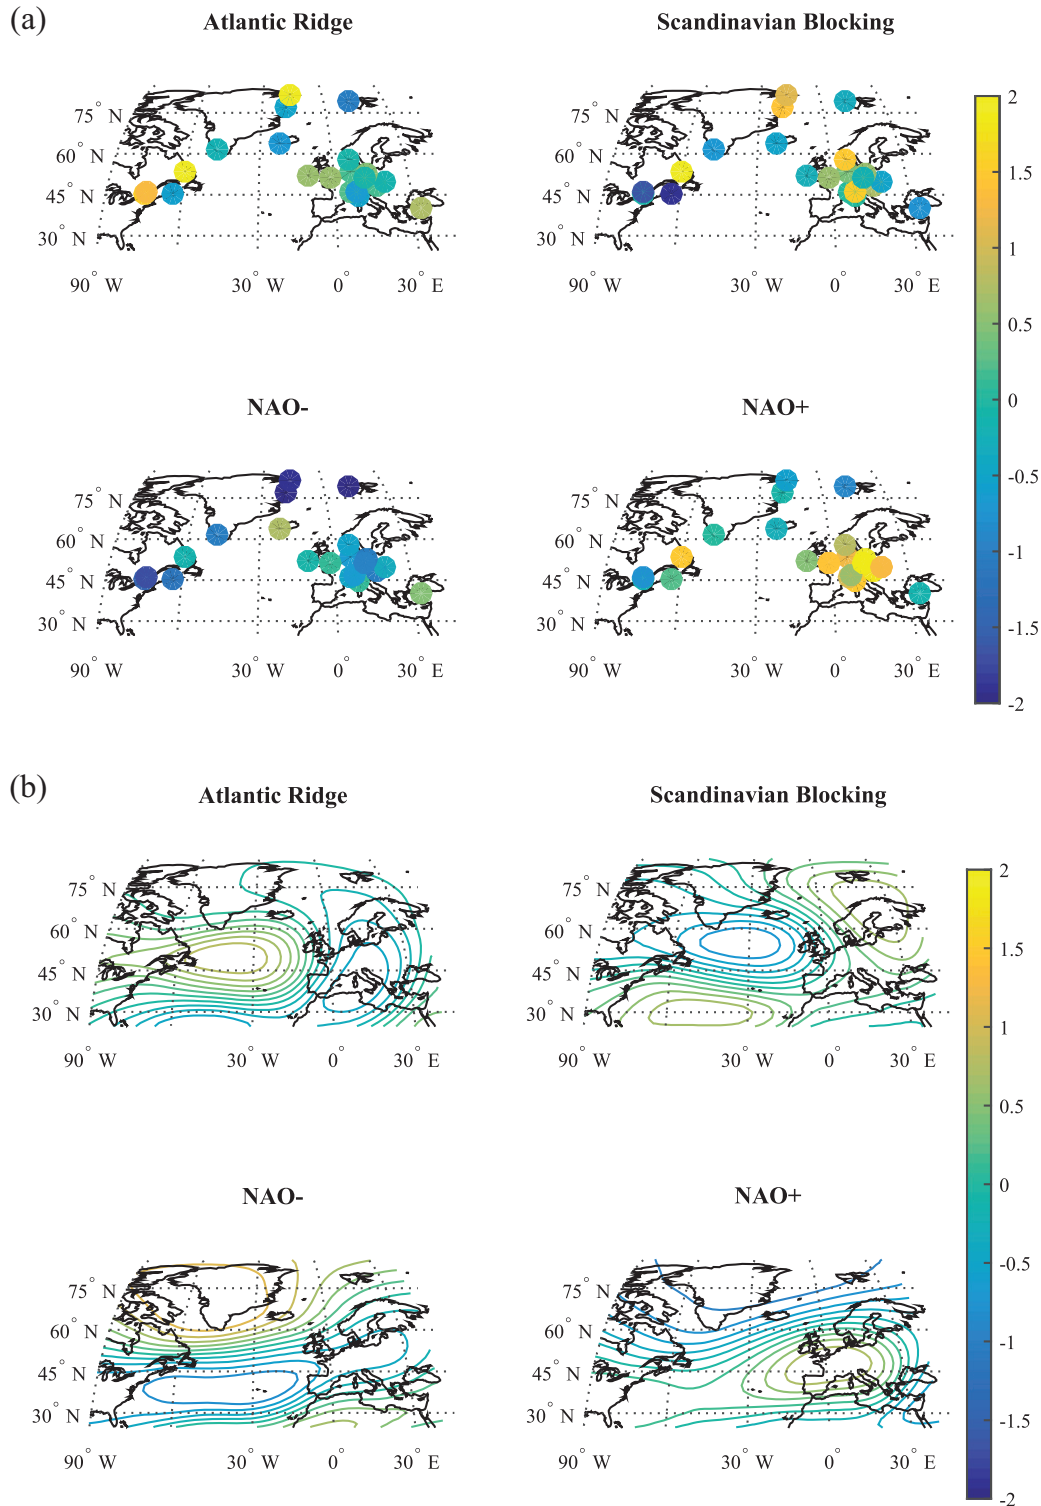 (a)
Atlantic Ridge
Scandinavian Blocking
75° N
60° N
45° N
30° N
90° W
30° W
0°
30° E
75° N
60° N
45° N
30° N
90° W
30° W
0°
30° E
2
1.5
1
0.5
0
-0.5
-1
-1.5
-2
NAO-
NAO+
75° N
60° N
45° N
30° N
90° W
30° W
0°
30° E
75° N
60° N
45° N
30° N
90° W
30° W
0°
30° E
(b)
Atlantic Ridge
Scandinavian Blocking
75° N
60° N
45° N
30° N
90° W
30° W
0°
30° E
75° N
60° N
45° N
30° N
90° W
30° W
0°
30° E
2
1.5
1
0.5
0
-0.5
-1
-1.5
-2
NAO-
NAO+
75° N
60° N
45° N
30° N
90° W
30° W
0°
30° E
75° N
60° N
45° N
30° N
90° W
30° W
0°
30° E